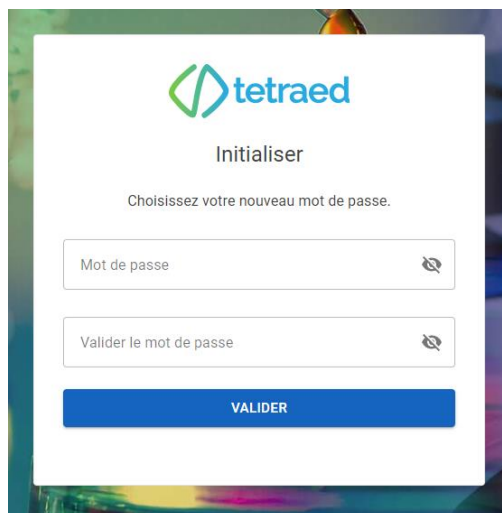 tetraed
Initialiser
Choisissez votre nouveau mot de passe.
Mot de passe
Valider le mot de passe
VALIDER